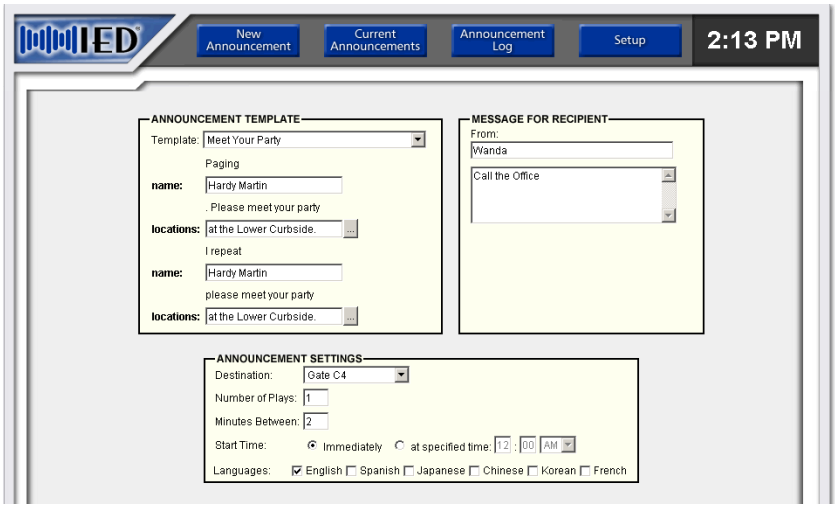 IED
New Announcement
Current Announcements
Announcement Log
Setup
2:13 PM
ANNOUNCEMENT TEMPLATE
Template: Meet Your Party
Paging
name: Hardy Martin
. Please meet your party
locations: at the Lower Curbside. ...
I repeat
name: Hardy Martin
please meet your party
locations: at the Lower Curbside. ...
MESSAGE FOR RECIPIENT
From:
Wanda
Call the Office
ANNOUNCEMENT SETTINGS
Destination: Gate C4
Number of Plays: 1
Minutes Between: 2
Start Time: Immediately at specified time: 12 : 00 AM
Languages: English Spanish Japanese Chinese Korean French